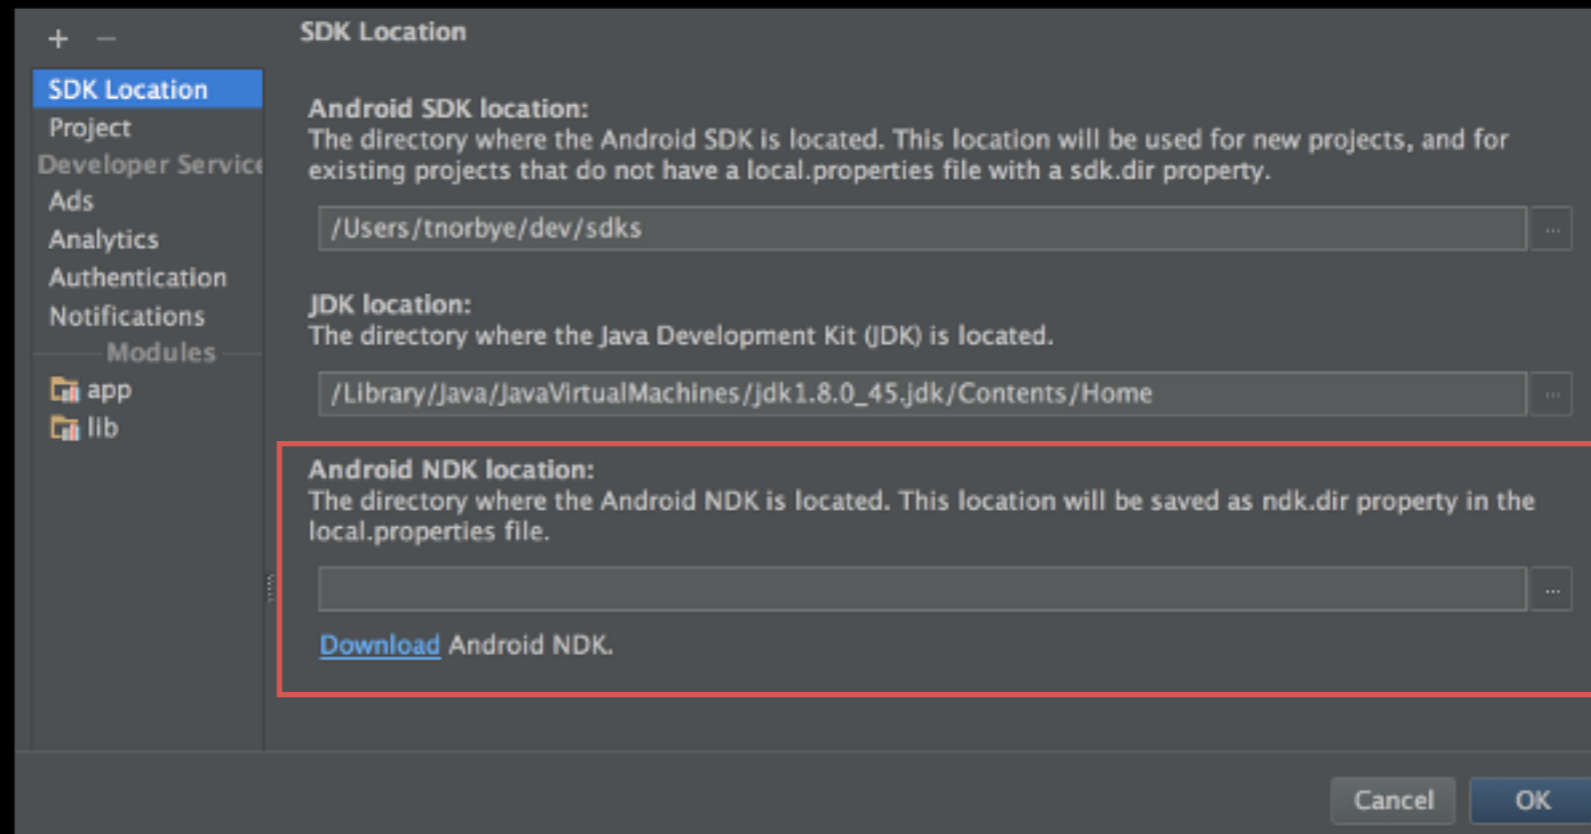 SDK Location
SDK Location
Project
Developer Service
Ads
Analytics
Authentication
Notifications
Modules
app
lib
Android SDK location:
The directory where the Android SDK is located. This location will be used for new projects, and for
existing projects that do not have a local.properties file with a sdk.dir property.
/Users/tnorbye/dev/sdks
...
JDK location:
The directory where the Java Development Kit (JDK) is located.
/Library/Java/JavaVirtualMachines/jdk1.8.0_45.jdk/Contents/Home
...
Android NDK location:
The directory where the Android NDK is located. This location will be saved as ndk.dir property in the
local.properties file.
...
Download Android NDK.
Cancel
OK